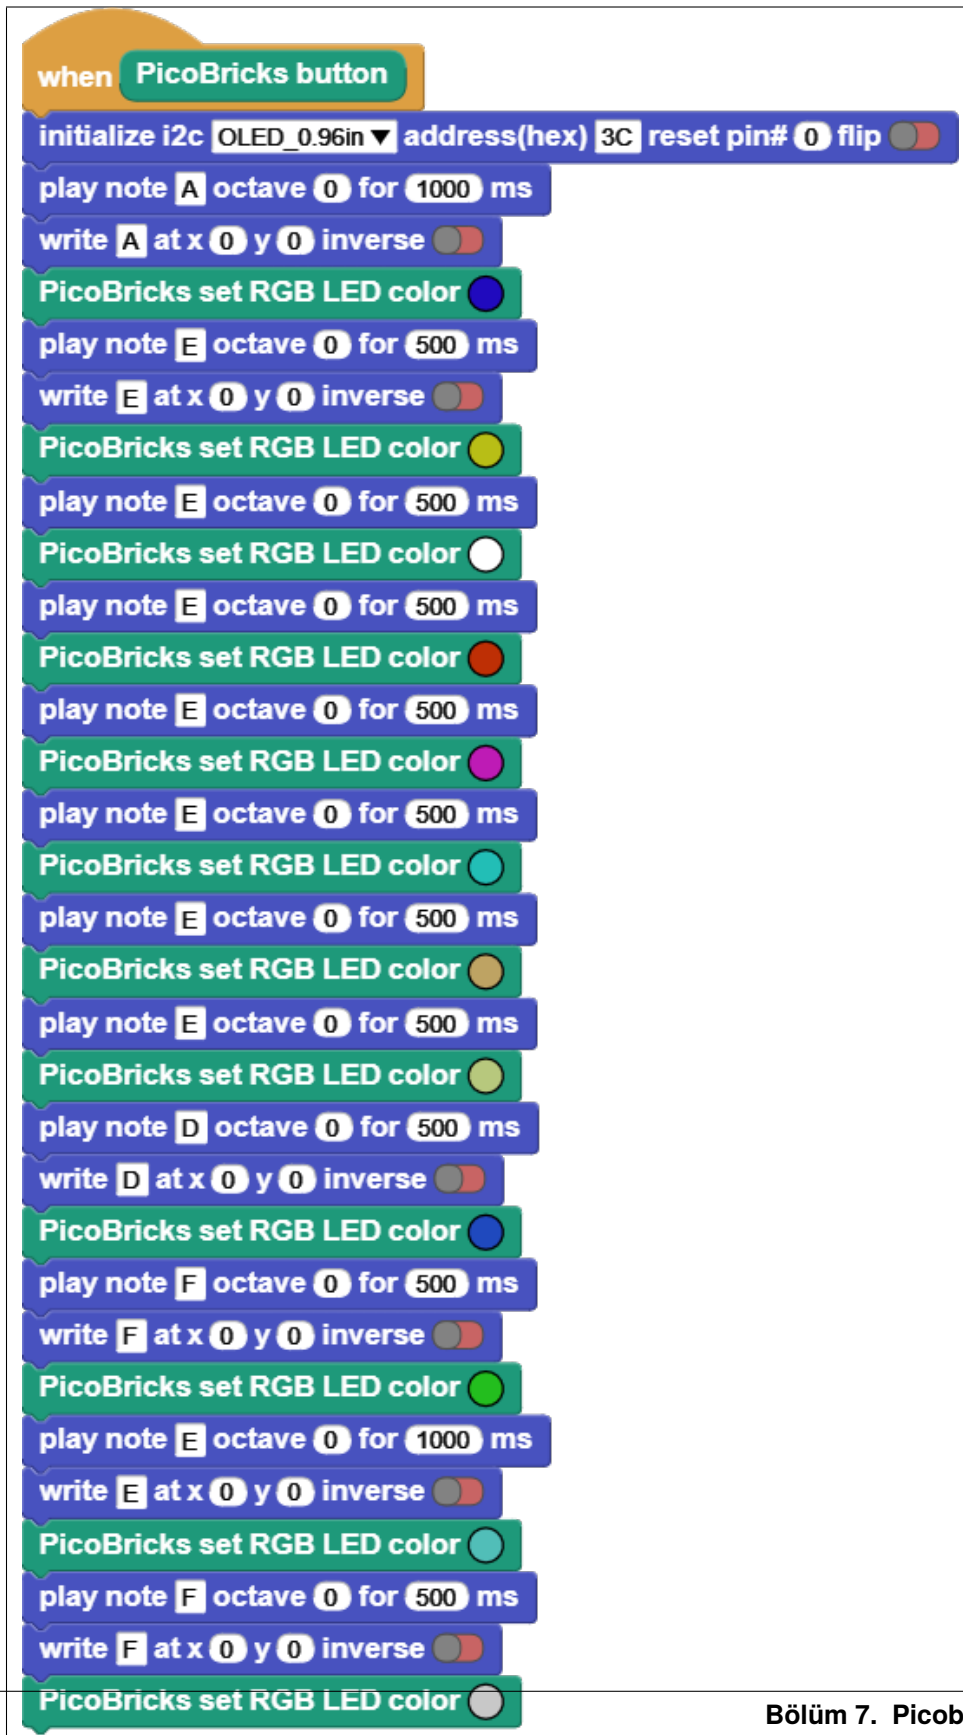 when PicoBricks button
initialize i2c OLED_0.96in ▼ address(hex) 3C reset pin# 0 flip
play note A octave 0 for 1000 ms
write A at x 0 y 0 inverse
PicoBricks set RGB LED color
play note E octave 0 for 500 ms
write E at x 0 y 0 inverse
PicoBricks set RGB LED color
play note E octave 0 for 500 ms
PicoBricks set RGB LED color
play note E octave 0 for 500 ms
PicoBricks set RGB LED color
play note E octave 0 for 500 ms
PicoBricks set RGB LED color
play note E octave 0 for 500 ms
PicoBricks set RGB LED color
play note E octave 0 for 500 ms
PicoBricks set RGB LED color
play note E octave 0 for 500 ms
PicoBricks set RGB LED color
play note D octave 0 for 500 ms
write D at x 0 y 0 inverse
PicoBricks set RGB LED color
play note F octave 0 for 500 ms
write F at x 0 y 0 inverse
PicoBricks set RGB LED color
play note E octave 0 for 1000 ms
write E at x 0 y 0 inverse
PicoBricks set RGB LED color
play note F octave 0 for 500 ms
write F at x 0 y 0 inverse
PicoBricks set RGB LED color
Bölüm 7. Picob